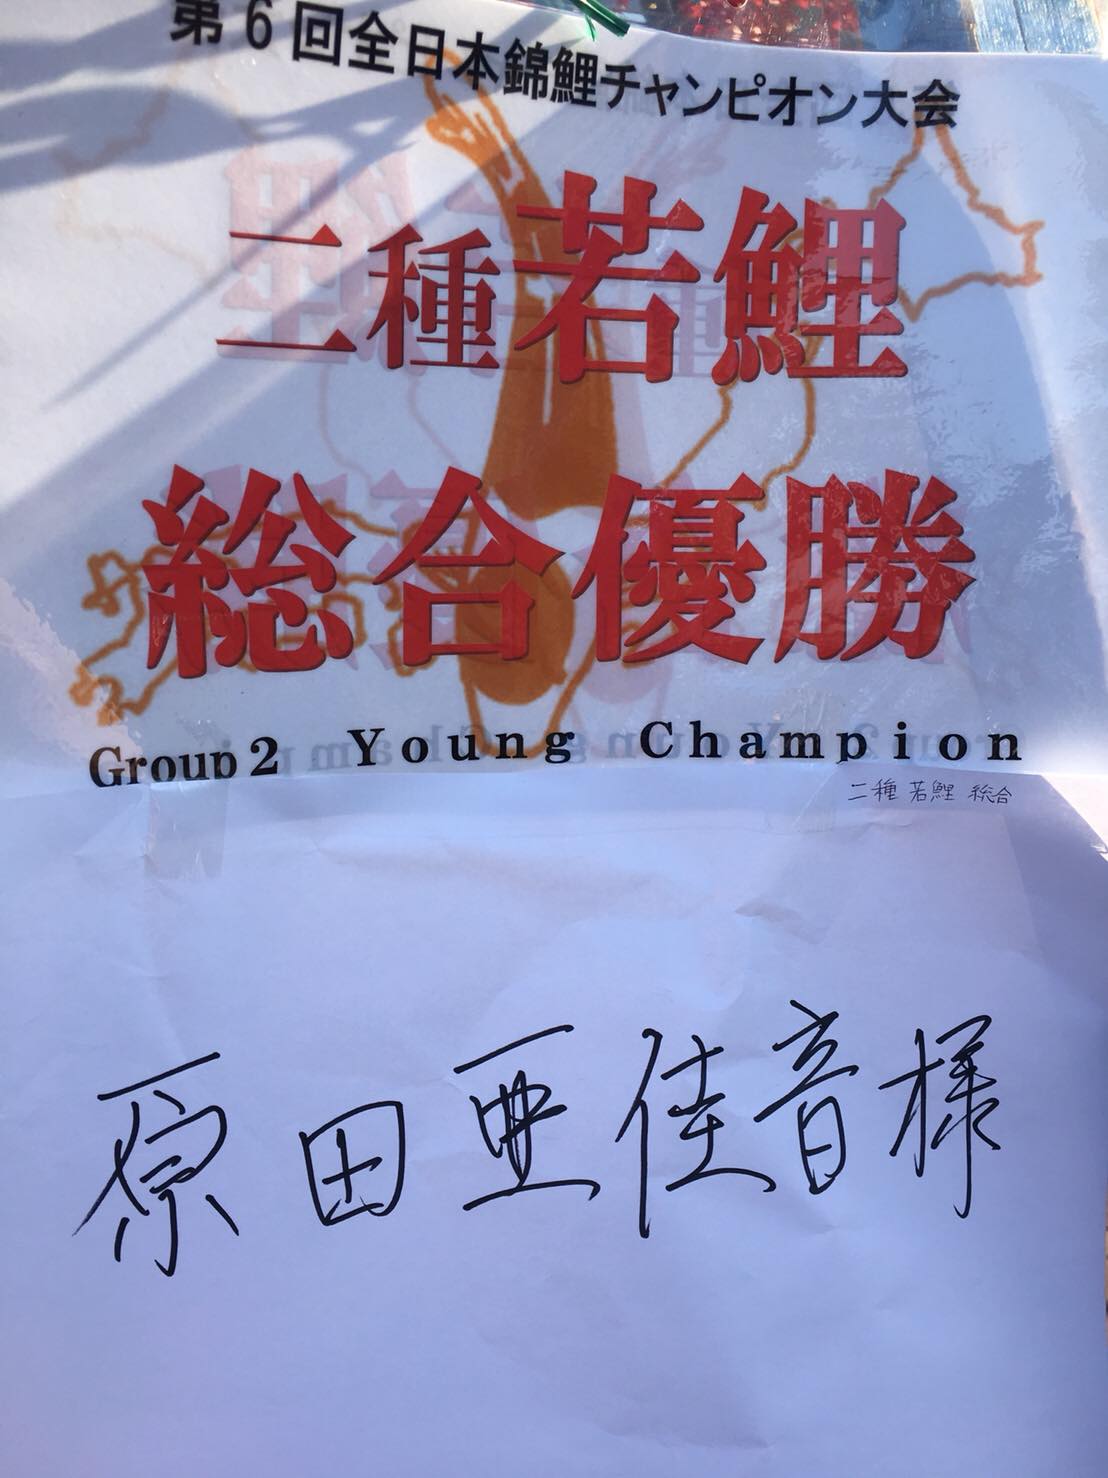 第6回全日本錦鯉チャンピオン大会
二種若鯉
総合優勝
Group2 Young Champion
二種 若鯉 総合
原田亜佳音様